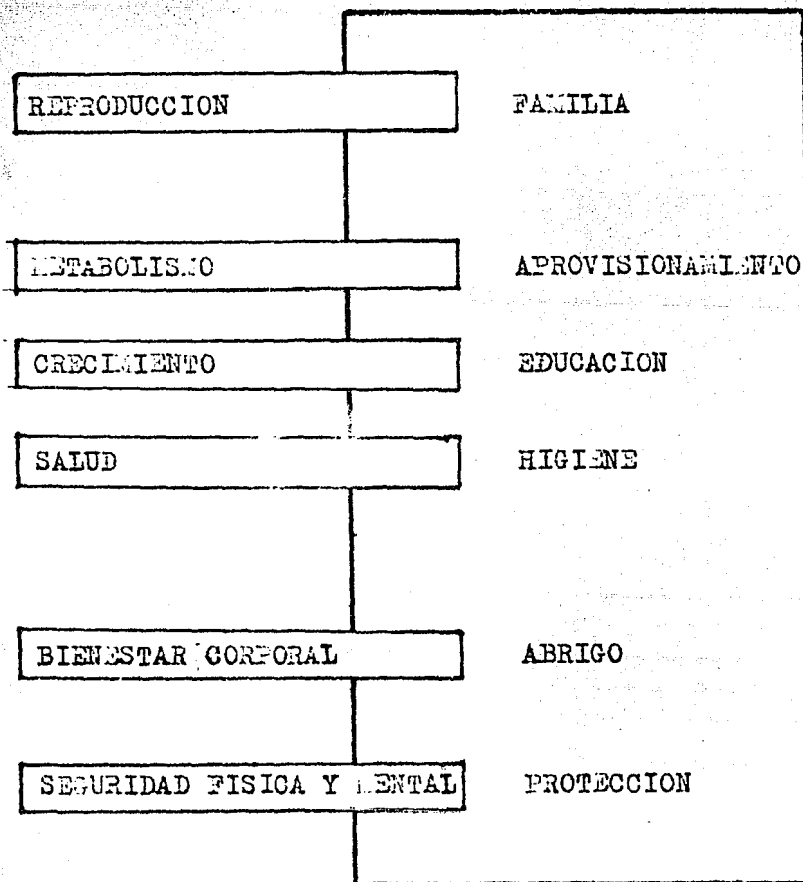 REPRODUCCION FAMILIA
METABOLISMO APROVISIONAMIENTO
CRECIMIENTO EDUCACION
SALUD HIGIENE
BIENESTAR CORPORAL ABRIGO
SEGURIDAD FISICA Y MENTAL PROTECCION